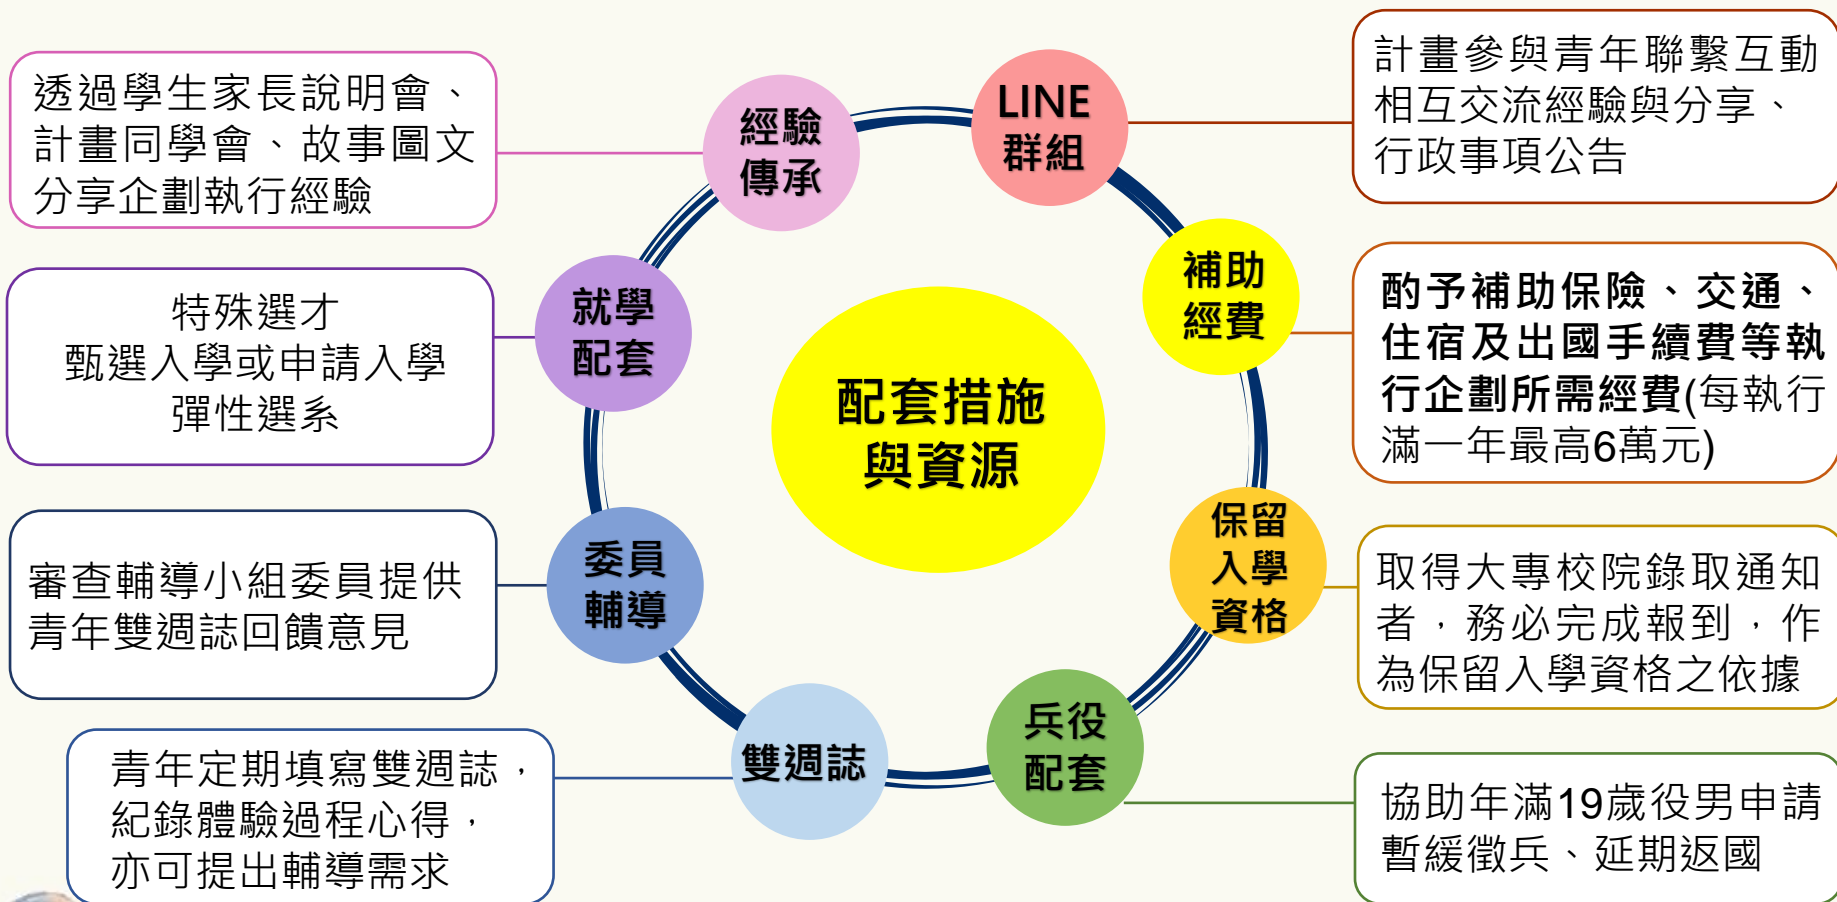 配套措施
與資源
LINE
群組
計畫參與青年聯繫互動
相互交流經驗與分享、
行政事項公告
補助
經費
酌予補助保險、交通、
住宿及出國手續費等執
行企劃所需經費(每執行
滿一年最高6萬元)
保留
入學
資格
取得大專校院錄取通知
者，務必完成報到，作
為保留入學資格之依據
兵役
配套
協助年滿19歲役男申請
暫緩徵兵、延期返國
雙週誌
青年定期填寫雙週誌，
紀錄體驗過程心得，
亦可提出輔導需求
委員
輔導
審查輔導小組委員提供
青年雙週誌回饋意見
就學
配套
特殊選才
甄選入學或申請入學
彈性選系
經驗
傳承
透過學生家長說明會、
計畫同學會、故事圖文
分享企劃執行經驗